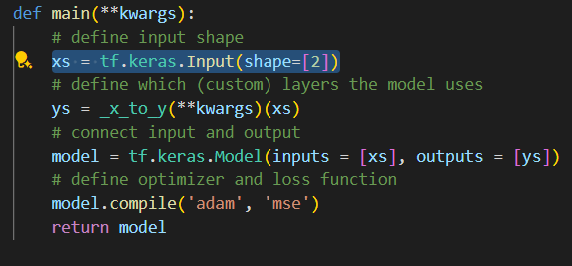 def main(**kwargs):
    # define input shape
    xs = tf.keras.Input(shape=[2])
    # define which (custom) layers the model uses
    ys = _x_to_y(**kwargs)(xs)
    # connect input and output
    model = tf.keras.Model(inputs = [xs], outputs = [ys])
    # define optimizer and loss function
    model.compile('adam', 'mse')
    return model